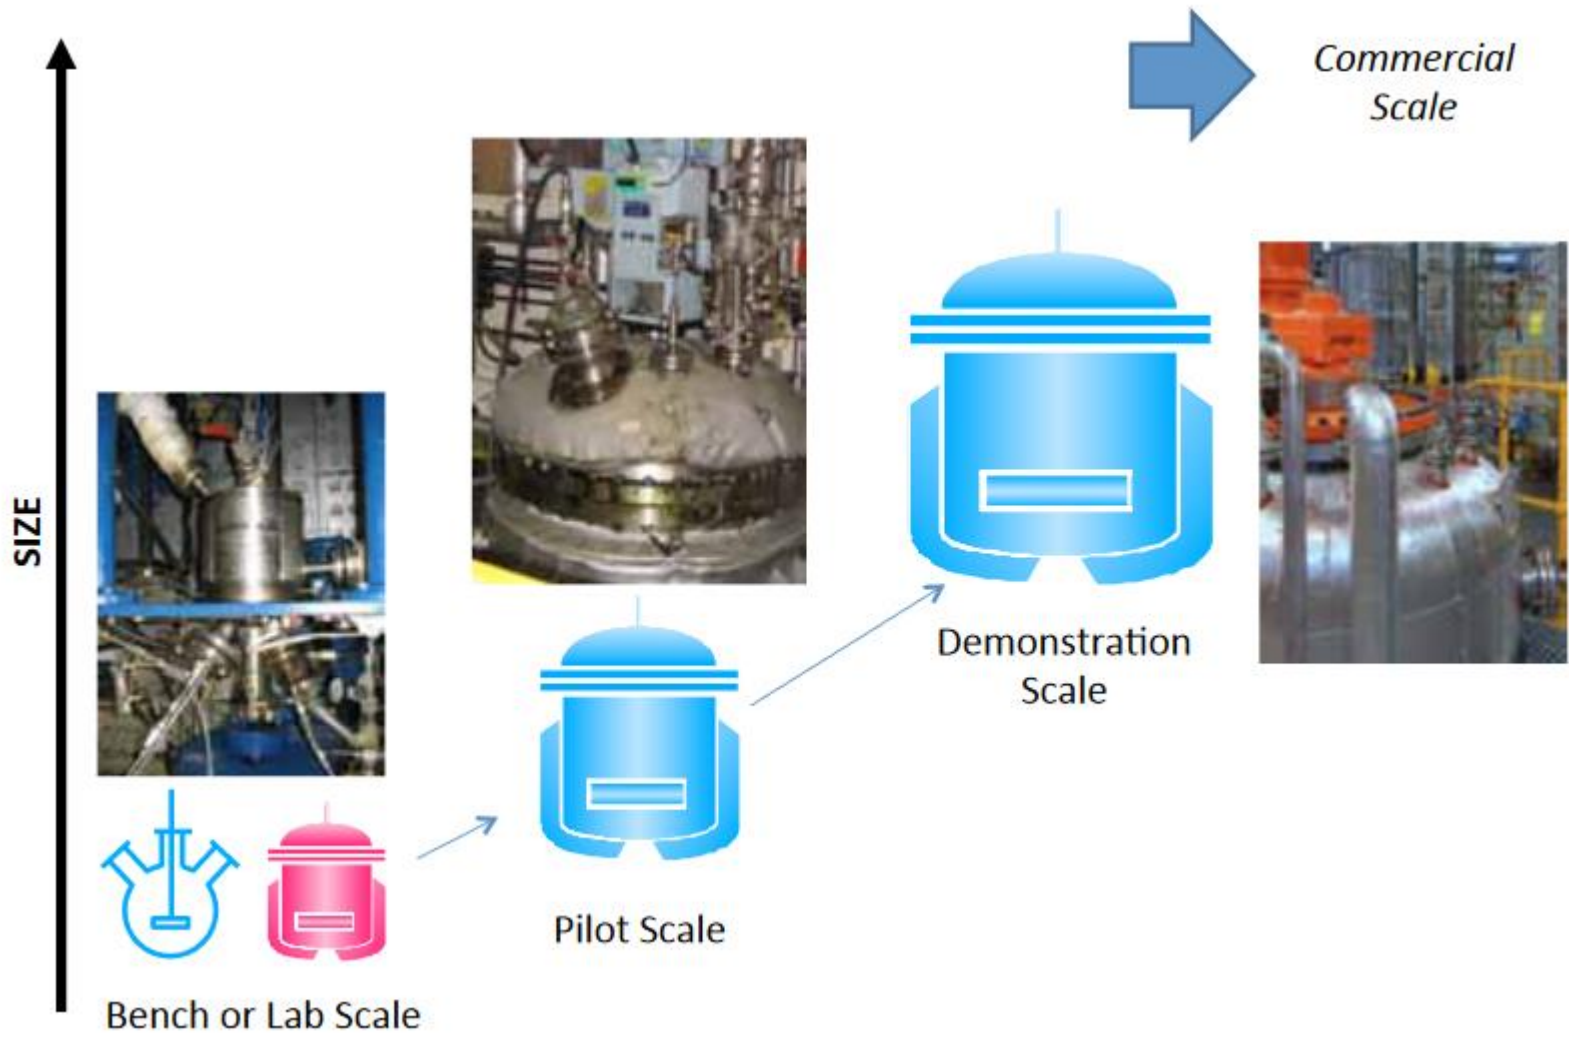 Commercial
Scale
SIZE
Demonstration
Scale
Pilot Scale
Bench or Lab Scale